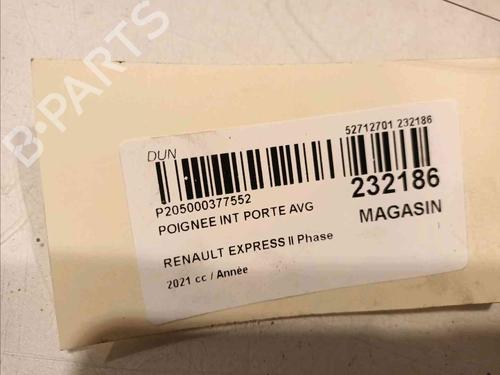 DUN
52712701 232186
P205000377552
232186
POIGNEE INT PORTE AVG
MAGASIN
RENAULT EXPRESS II Phase
2021 cc / Année
B-Parts